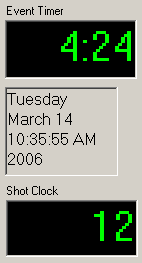 Event Timer
4:24
Tuesday
March 14
10:35:55 AM
2006
Shot Clock
12